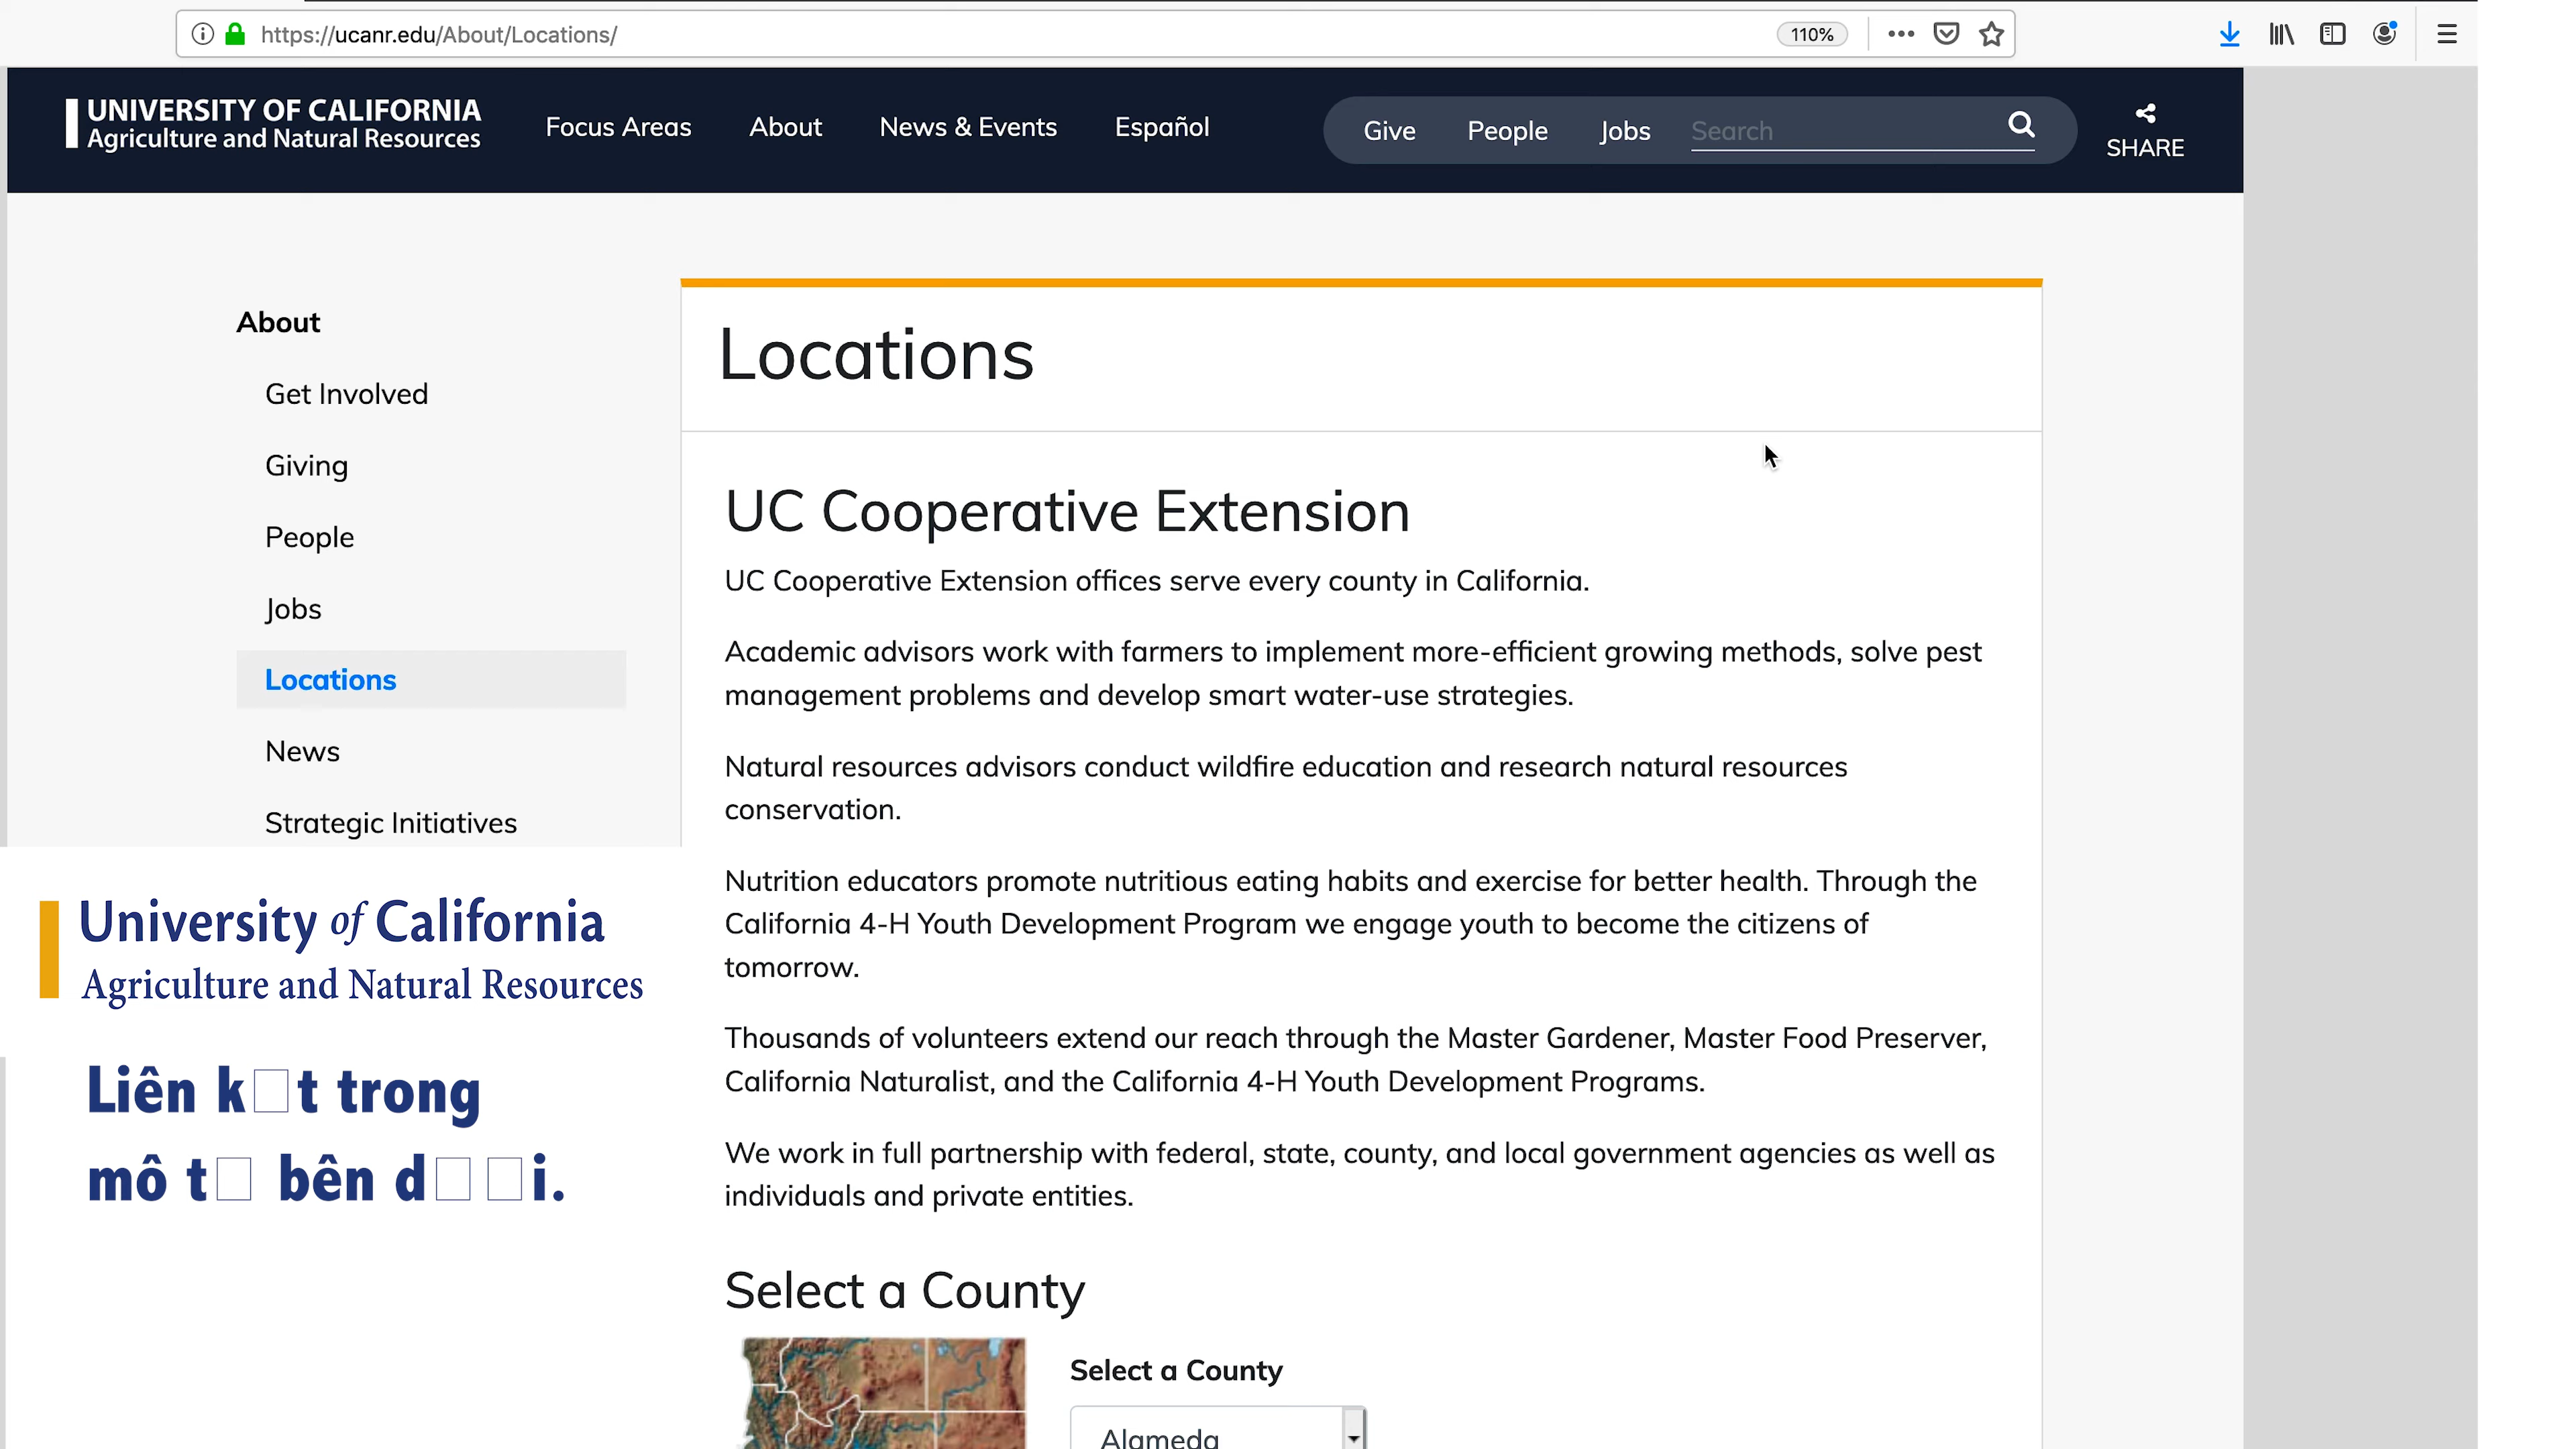 https://ucanr.edu/About/Locations/
110%
UNIVERSITY OF CALIFORNIA
Agriculture and Natural Resources
Focus Areas
About
News & Events
Español
Give
People
Jobs
Search
SHARE
About
Get Involved
Giving
People
Jobs
Locations
News
Strategic Initiatives
Locations
UC Cooperative Extension
UC Cooperative Extension offices serve every county in California.
Academic advisors work with farmers to implement more-efficient growing methods, solve pest
management problems and develop smart water-use strategies.
Natural resources advisors conduct wildfire education and research natural resources
conservation.
Nutrition educators promote nutritious eating habits and exercise for better health. Through the
California 4-H Youth Development Program we engage youth to become the citizens of
tomorrow.
Thousands of volunteers extend our reach through the Master Gardener, Master Food Preserver,
California Naturalist, and the California 4-H Youth Development Programs.
We work in full partnership with federal, state, county, and local government agencies as well as
individuals and private entities.
Select a County
Select a County
Alameda
University of California
Agriculture and Natural Resources
Liên k□t trong
mô t□ bên d□□i.